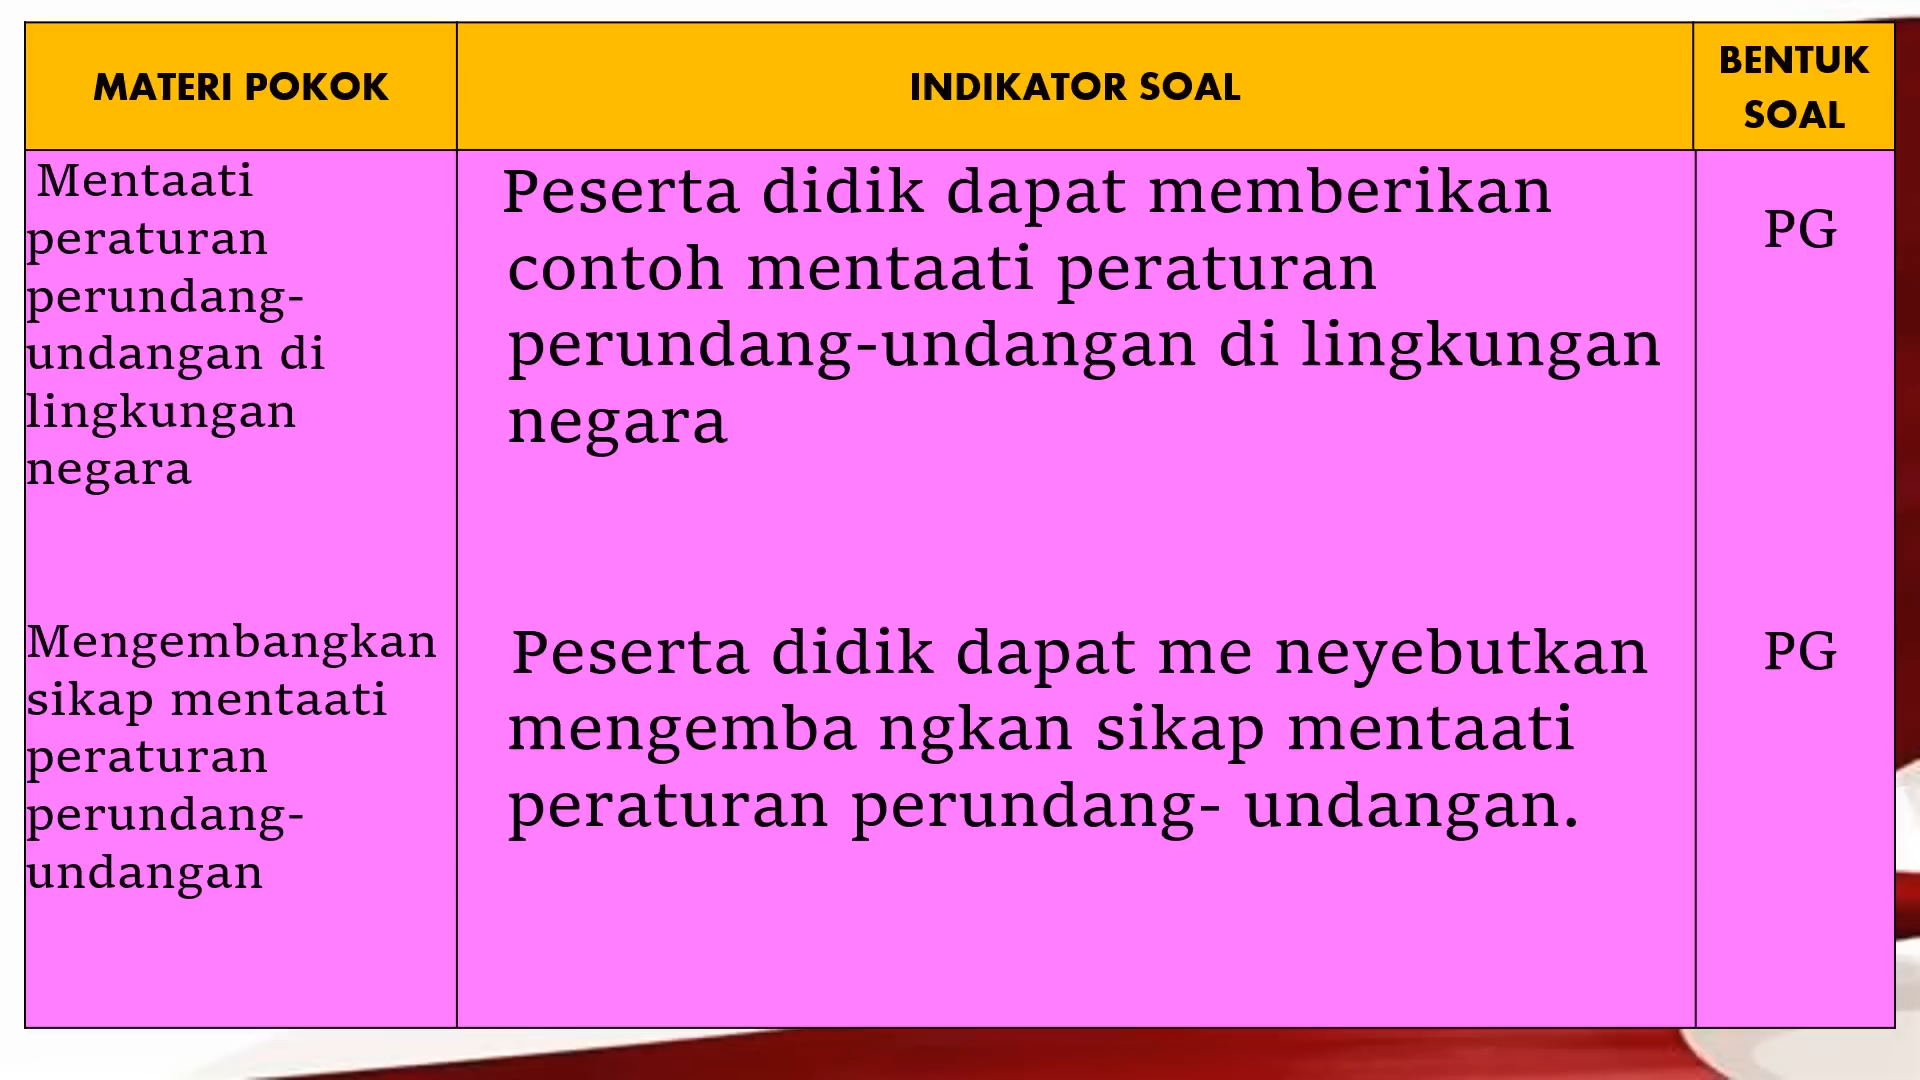 MATERI POKOK
INDIKATOR SOAL
BENTUK
SOAL
Mentaati
peraturan
perundang-
undangan di
lingkungan
negara
Peserta didik dapat memberikan
contoh mentaati peraturan
perundang-undangan di lingkungan
negara
PG
Mengembangkan
sikap mentaati
peraturan
perundang-
undangan
Peserta didik dapat me neyebutkan
mengemba ngkan sikap mentaati
peraturan perundang- undangan.
PG